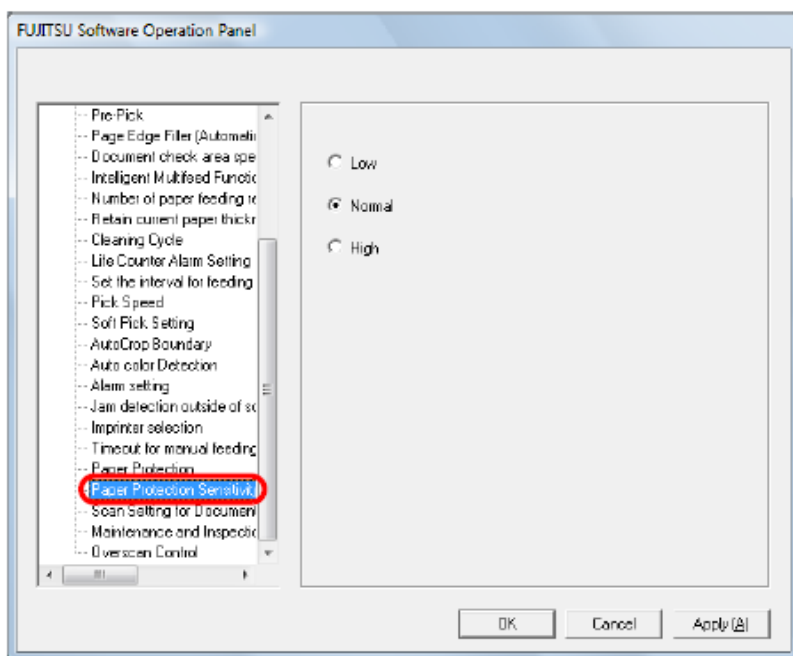 FUJITSU Software Operation Panel
Pre-Pick
Page Edge Filler (Automatic
Document check area spe
Intelligent Multifeed Functio
Number of paper feeding re
Retain current paper thickn
Cleaning Cycle
Life Counter Alarm Setting
Set the interval for feeding
Pick Speed
Soft Pick Setting
AutoCrop Boundary
Auto color Detection
Alarm setting
Jam detection outside of sc
Imprinter selection
Timeout for manual feeding
Paper Protection
Paper Protection Sensitivit
Scan Setting for Document
Maintenance and Inspectio
Overscan Control
Low
Normal
High
OK
Cancel
Apply (A)